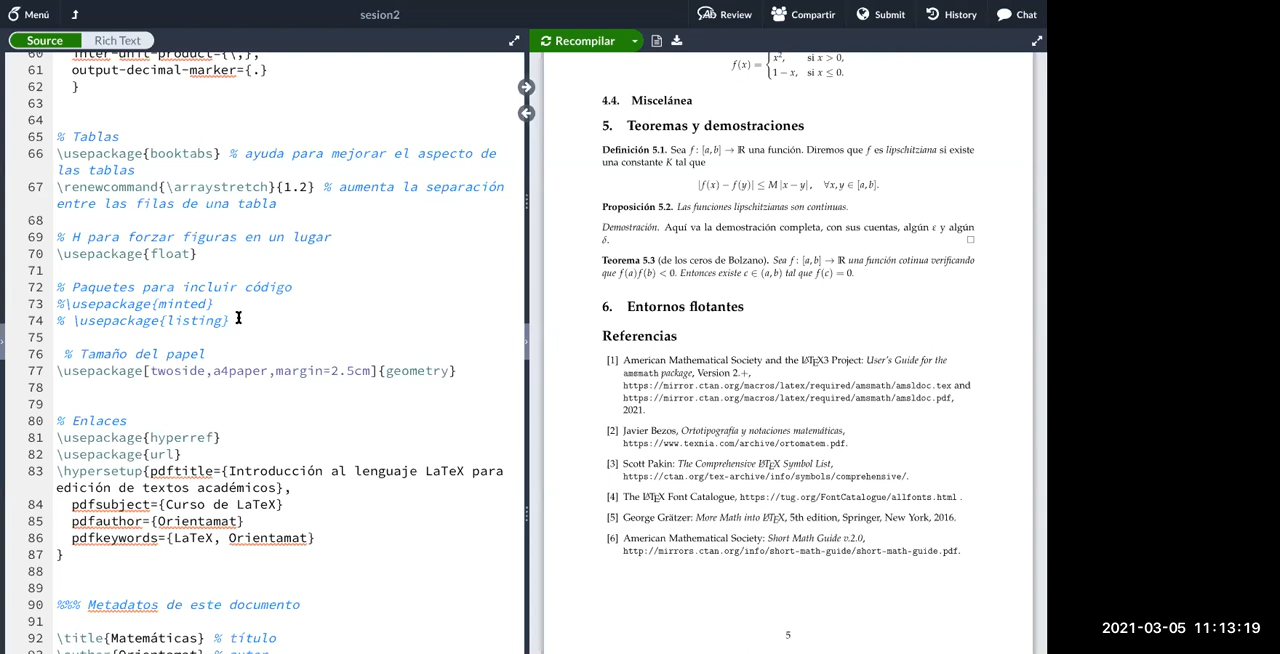 Menú
sesion2
Review
Compartir
Submit
History
Chat
Source
Rich Text
Recompilar
60 inter-unit-product={\,},
61 output-decimal-marker={.}
62 }
63
64
65 % Tablas
66 \usepackage{booktabs} % ayuda para mejorar el aspecto de
las tablas
67 \renewcommand{\arraystretch}{1.2} % aumenta la separación
entre las filas de una tabla
68
69 % H para forzar figuras en un lugar
70 \usepackage{float}
71
72 % Paquetes para incluir código
73 %\usepackage{minted}
74 % \usepackage{listing}
75
76 % Tamaño del papel
77 \usepackage[twoside,a4paper,margin=2.5cm]{geometry}
78
79
80 % Enlaces
81 \usepackage{hyperref}
82 \usepackage{url}
83 \hypersetup{pdftitle={Introducción al lenguaje LaTeX para
edición de textos académicos},
84 pdfsubject={Curso de LaTeX}
85 pdfauthor={Orientamat}
86 pdfkeywords={LaTeX, Orientamat}
87 }
88
89
90 %%% Metadatos de este documento
91
92 \title{Matemáticas} % título
93 \author{Orientamat} % autor
f(x) = { x², si x > 0,
1 − x, si x ≤ 0.
4.4. Miscelánea
5. Teoremas y demostraciones
Definición 5.1. Sea f : [a, b] → ℝ una función. Diremos que f es lipschitziana si existe
una constante K tal que
|f(x) − f(y)| ≤ M |x − y| , ∀x, y ∈ [a, b].
Proposición 5.2. Las funciones lipschitzianas son continuas.
Demostración. Aquí va la demostración completa, con sus cuentas, algún ε y algún
δ. □
Teorema 5.3 (de los ceros de Bolzano). Sea f : [a, b] → ℝ una función cotinua verificando
que f(a)f(b) < 0. Entonces existe c ∈ (a, b) tal que f(c) = 0.
6. Entornos flotantes
Referencias
[1] American Mathematical Society and the LATEX3 Project: User's Guide for the
amsmath package, Version 2.+,
https://mirror.ctan.org/macros/latex/required/amsmath/amsldoc.tex and
https://mirror.ctan.org/macros/latex/required/amsmath/amsldoc.pdf,
2021.
[2] Javier Bezos, Ortotipografía y notaciones matemáticas,
https://www.texnia.com/archive/ortomatem.pdf.
[3] Scott Pakin: The Comprehensive LATEX Symbol List,
https://ctan.org/tex-archive/info/symbols/comprehensive/.
[4] The LATEX Font Catalogue, https://tug.org/FontCatalogue/allfonts.html .
[5] George Grätzer: More Math into LATEX, 5th edition, Springer, New York, 2016.
[6] American Mathematical Society: Short Math Guide v.2.0,
http://mirrors.ctan.org/info/short-math-guide/short-math-guide.pdf.
5
2021-03-05 11:13:19